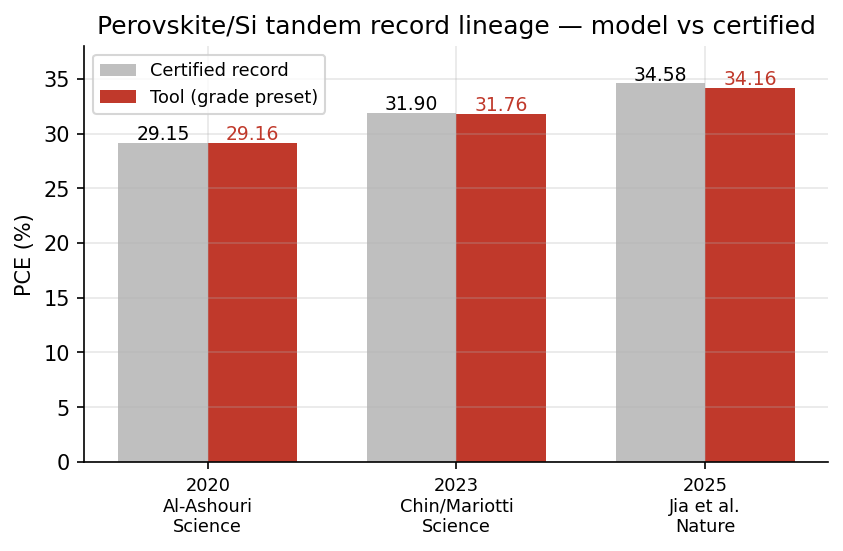 Perovskite/Si tandem record lineage — model vs certified
Certified record
Tool (grade preset)
PCE (%)
35
30
25
20
15
10
5
0
29.15
29.16
31.90
31.76
34.58
34.16
2020
Al-Ashouri
Science
2023
Chin/Mariotti
Science
2025
Jia et al.
Nature